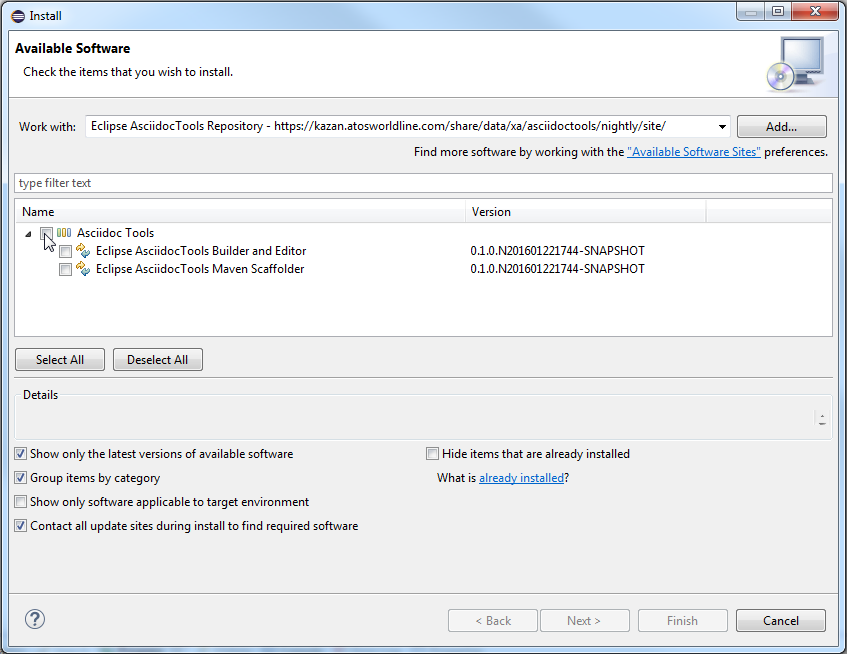 Install
Available Software
Check the items that you wish to install.
Work with: Eclipse AsciidocTools Repository - https://kazan.atosworldline.com/share/data/xa/asciidoctools/nightly/site/ Add...
Find more software by working with the "Available Software Sites" preferences.
type filter text
Name Version
Asciidoc Tools
Eclipse AsciidocTools Builder and Editor 0.1.0.N201601221744-SNAPSHOT
Eclipse AsciidocTools Maven Scaffolder 0.1.0.N201601221744-SNAPSHOT
Select All Deselect All
Details
Show only the latest versions of available software Hide items that are already installed
Group items by category What is already installed?
Show only software applicable to target environment
Contact all update sites during install to find required software
? < Back Next > Finish Cancel